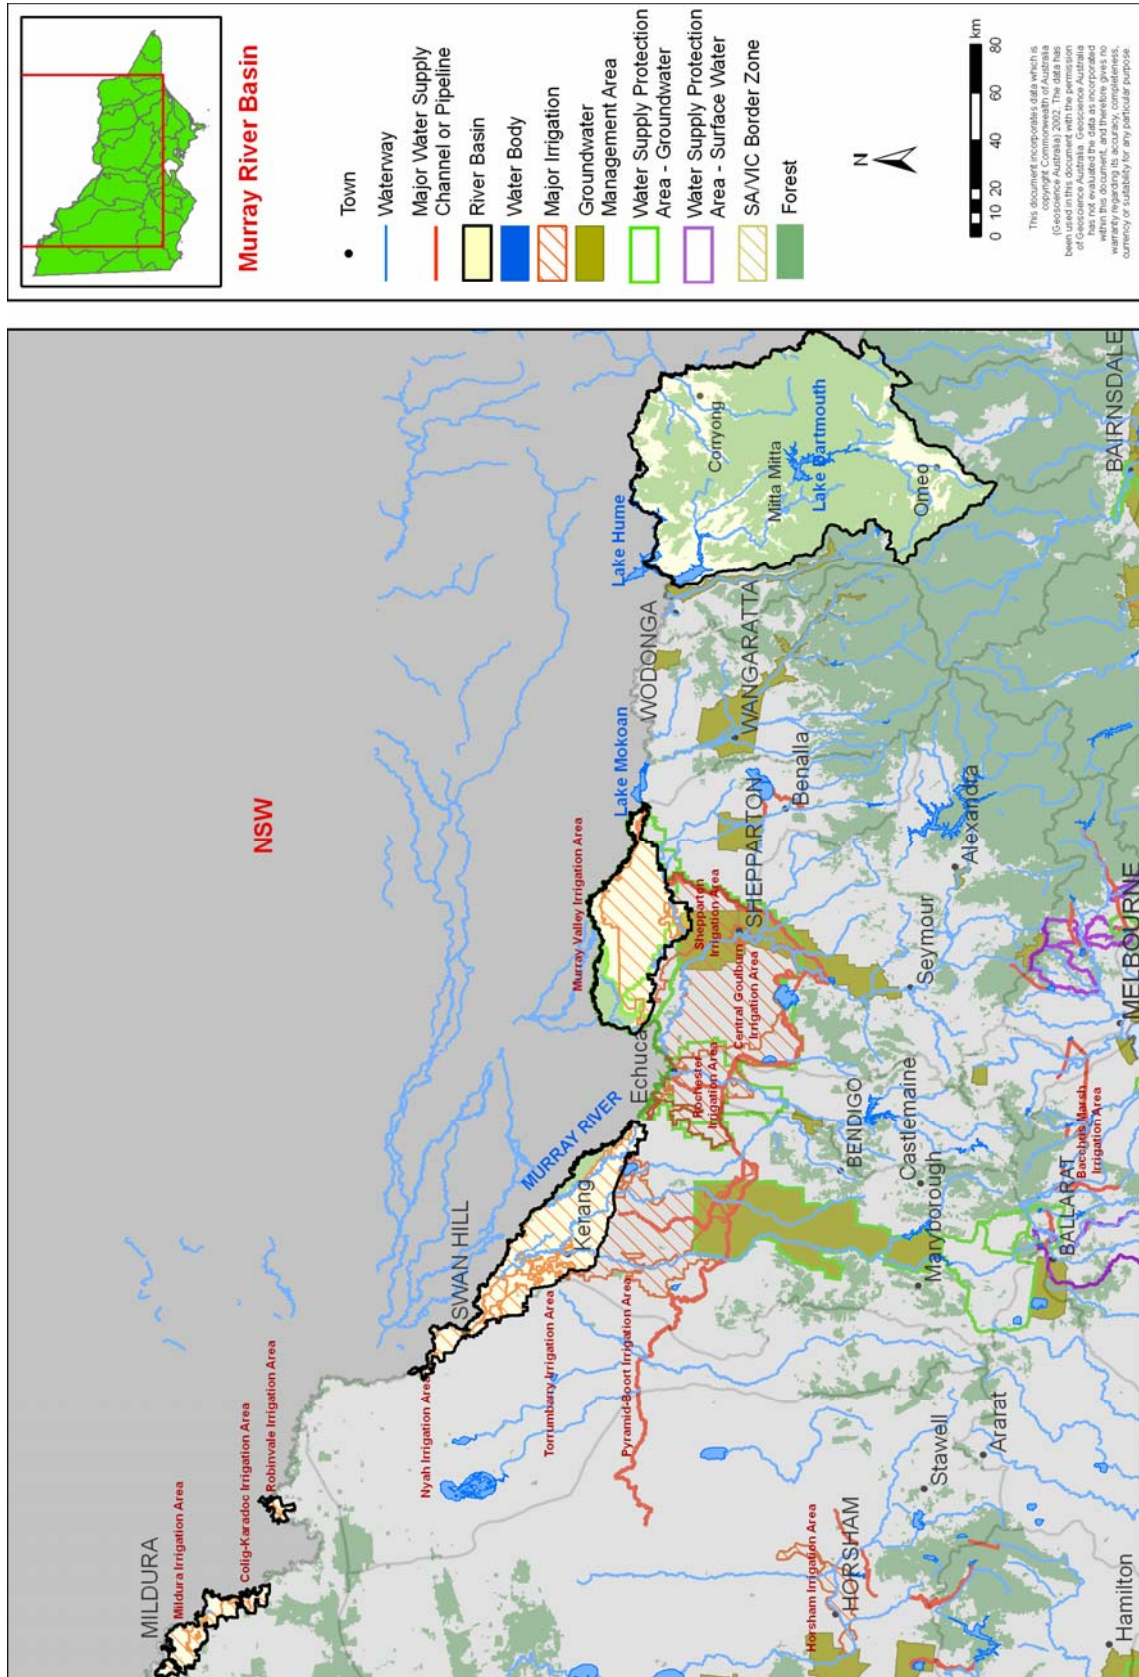 Murray River Basin
Town
Waterway
Major Water Supply
Channel or Pipeline
River Basin
Water Body
Major Irrigation
Groundwater
Management Area
Water Supply Protection
Area - Groundwater
Water Supply Protection
Area - Surface Water
SA/VIC Border Zone
Forest
N
0 10 20 40 60 80
km
This document incorporates data which is
copyright Commonwealth of Australia
(Geoscience Australia) 2002. The data has
been used in this document with the permission
of Geoscience Australia. Geoscience Australia
has not evaluated the data as incorporated
within this document, and therefore gives no
warranty regarding its accuracy, completeness,
currency or suitability for any particular purpose.
NSW
MILDURA
Mildura Irrigation Area
Colig-Karadoc Irrigation Area
Robinvale Irrigation Area
SWAN HILL
Nyah Irrigation Area
Torrumbarry Irrigation Area
Kerang
Pyramid-Boort Irrigation Area
MURRAY RIVER
Echuca
Murray Valley Irrigation Area
Rochester
Irrigation Area
Central Goulburn
Irrigation Area
Shepparton
Irrigation Area
SHEPPARTON
Lake Mokoan
WODONGA
WANGARATTA
Benalla
Lake Hume
Corryong
Mitta Mitta
Lake Dartmouth
Omeo
BAIRNSDALE
Alexandra
Seymour
MELBOURNE
BENDIGO
Castlemaine
Maryborough
BALLARAT
Bacchus Marsh
Irrigation Area
Ararat
Stawell
Horsham Irrigation Area
HORSHAM
Hamilton